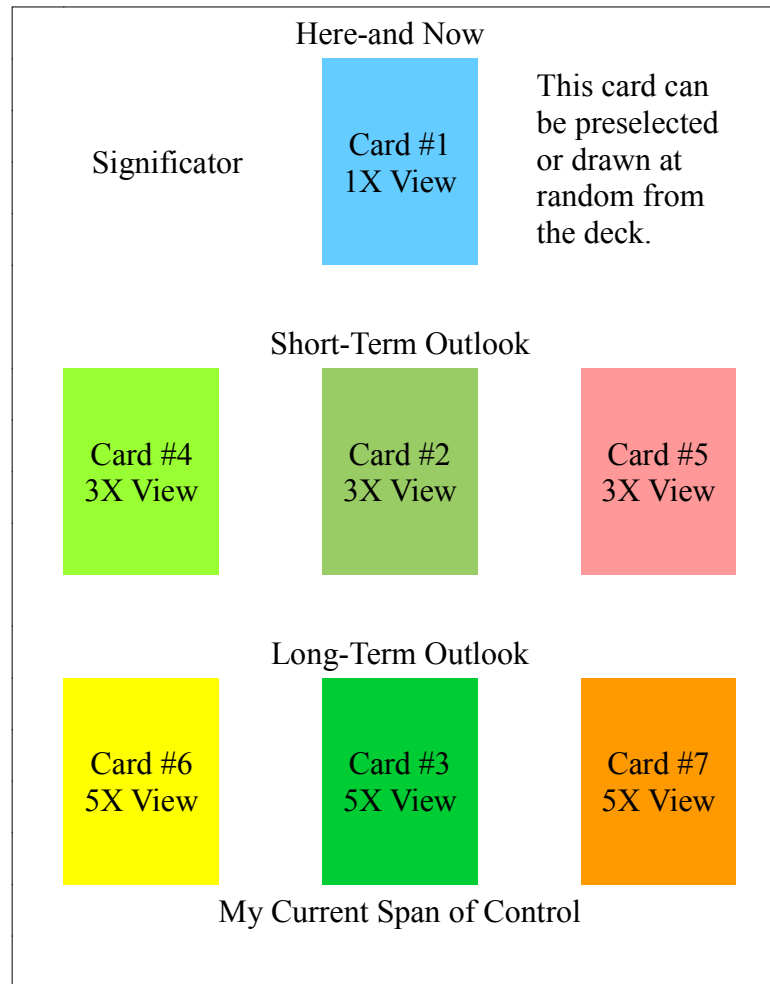 Here-and Now
Significator
Card #1
1X View
This card can
be preselected
or drawn at
random from
the deck.
Short-Term Outlook
Card #4
3X View
Card #2
3X View
Card #5
3X View
Long-Term Outlook
Card #6
5X View
Card #3
5X View
Card #7
5X View
My Current Span of Control